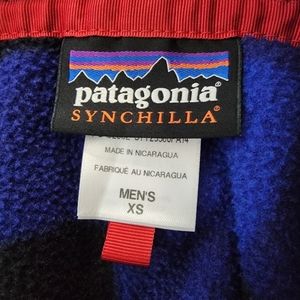 patagonia®
SYNCHILLA®
MADE IN NICARAGUA
FABRIQUÉ AU NICARAGUA
MEN'S
XS